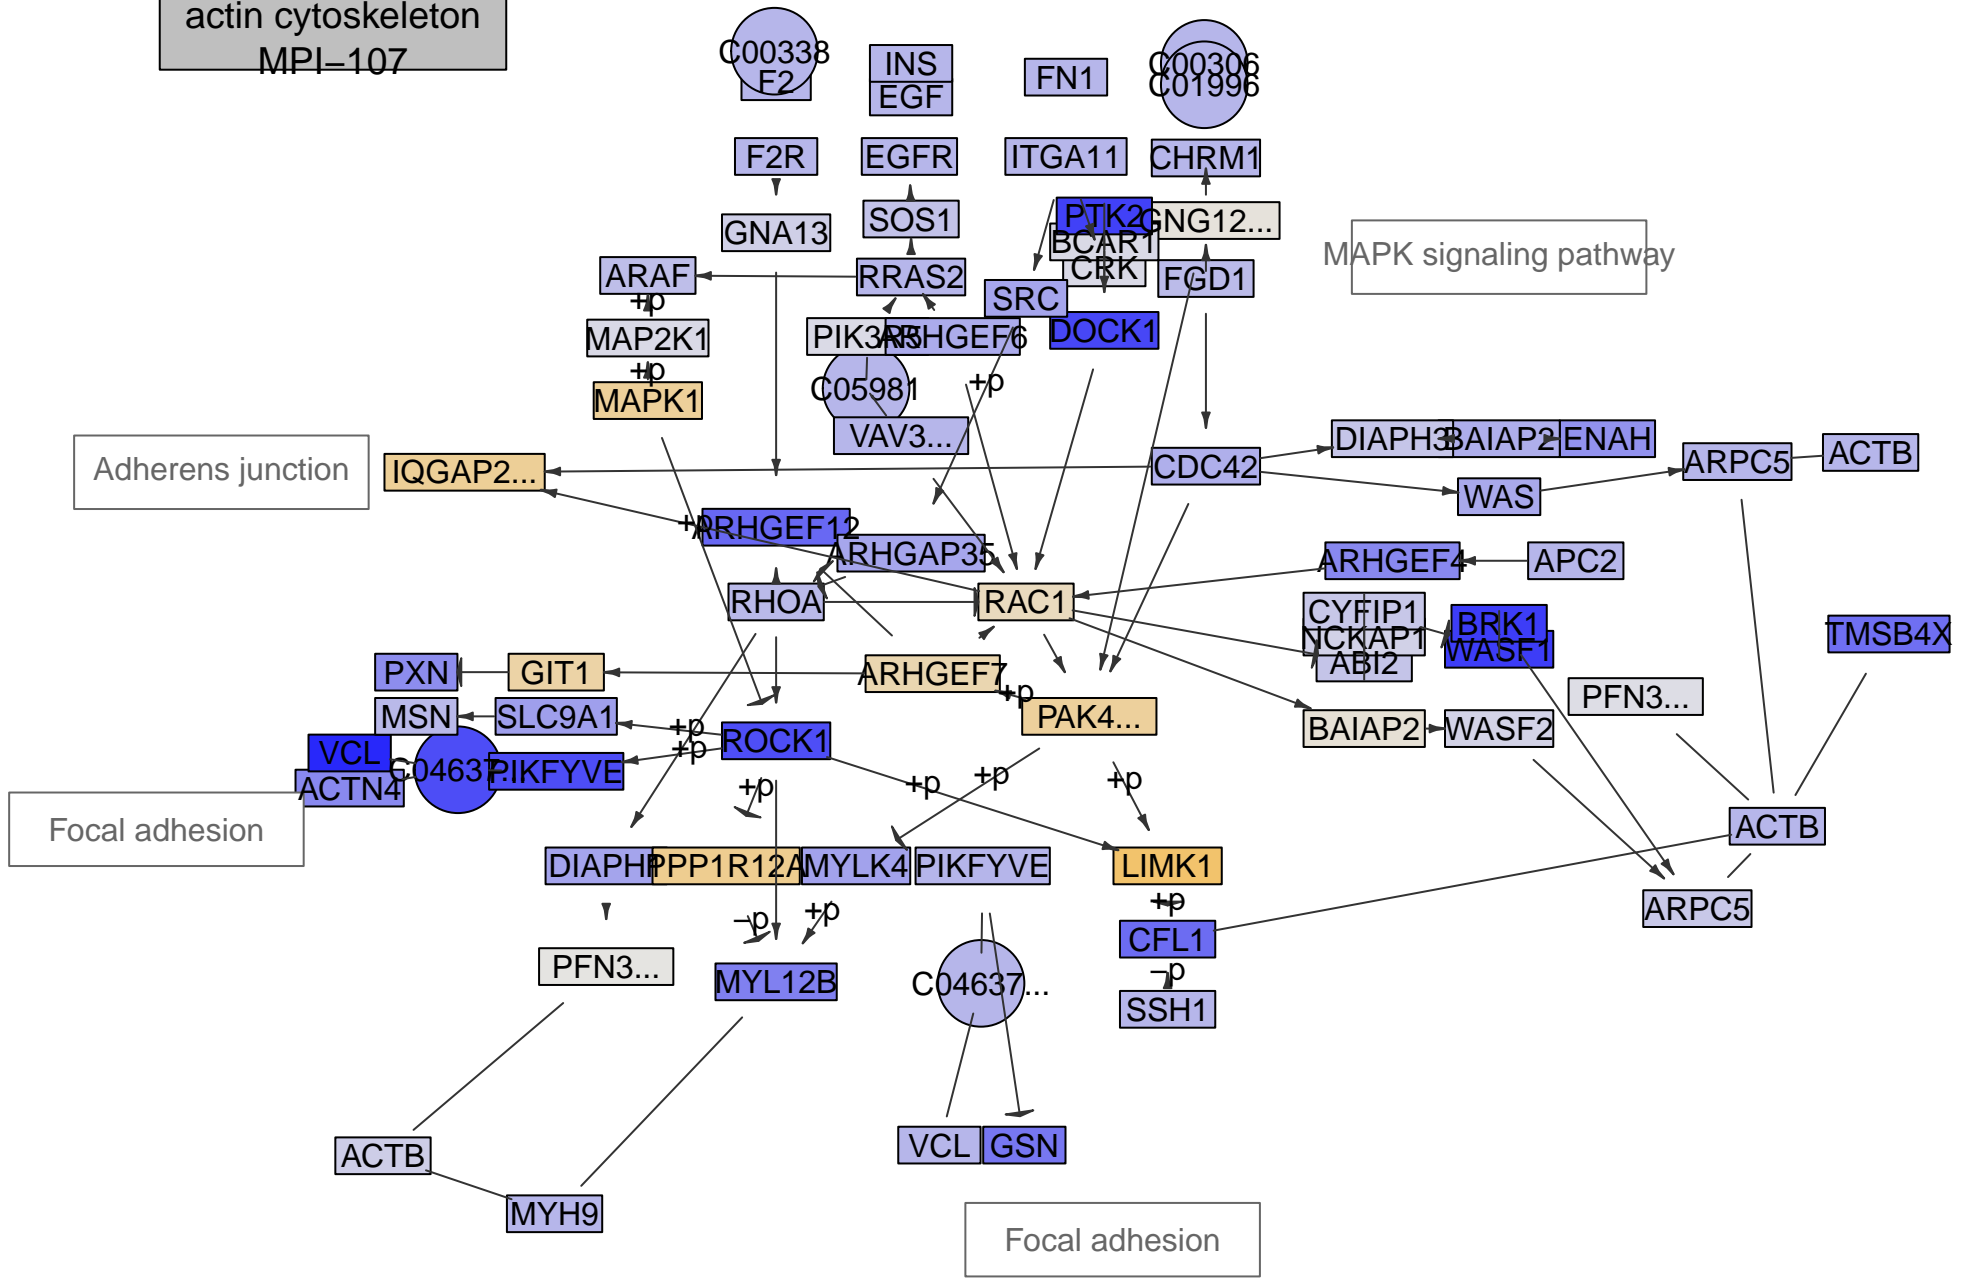 actin cytoskeleton
MPI−107
C00338
F2
INS
EGF
FN1
C00306
C01996
F2R
EGFR
ITGA11
CHRM1
GNA13
SOS1
PTK2
GNG12...
BCAR1
CRK
MAPK signaling pathway
ARAF
RRAS2
SRC
FGD1
+p
MAP2K1
ARHGEF6
DOCK1
+p
MAPK1
C05981
+p
VAV3...
Adherens junction
IQGAP2...
CDC42
DIAPH3
BAIAP2
ENAH
ARPC5
ACTB
WAS
+p
ARHGEF12
ARHGAP35
ARHGEF4
APC2
RHOA
RAC1
CYFIP1
NCKAP1
ABI2
BRK1
WASF1
TMSB4X
PXN
GIT1
ARHGEF7
+p
PAK4...
PFN3...
MSN
SLC9A1
+p
ROCK1
BAIAP2
WASF2
VCL
C04637...
PIKFYVE
+p
ACTN4
+p
+p
+p
+p
Focal adhesion
ACTB
PPP1R12A
MYLK4
PIKFYVE
LIMK1
+p
ARPC5
−p
+p
CFL1
PFN3...
MYL12B
C04637...
−p
SSH1
ACTB
VCL
GSN
MYH9
Focal adhesion